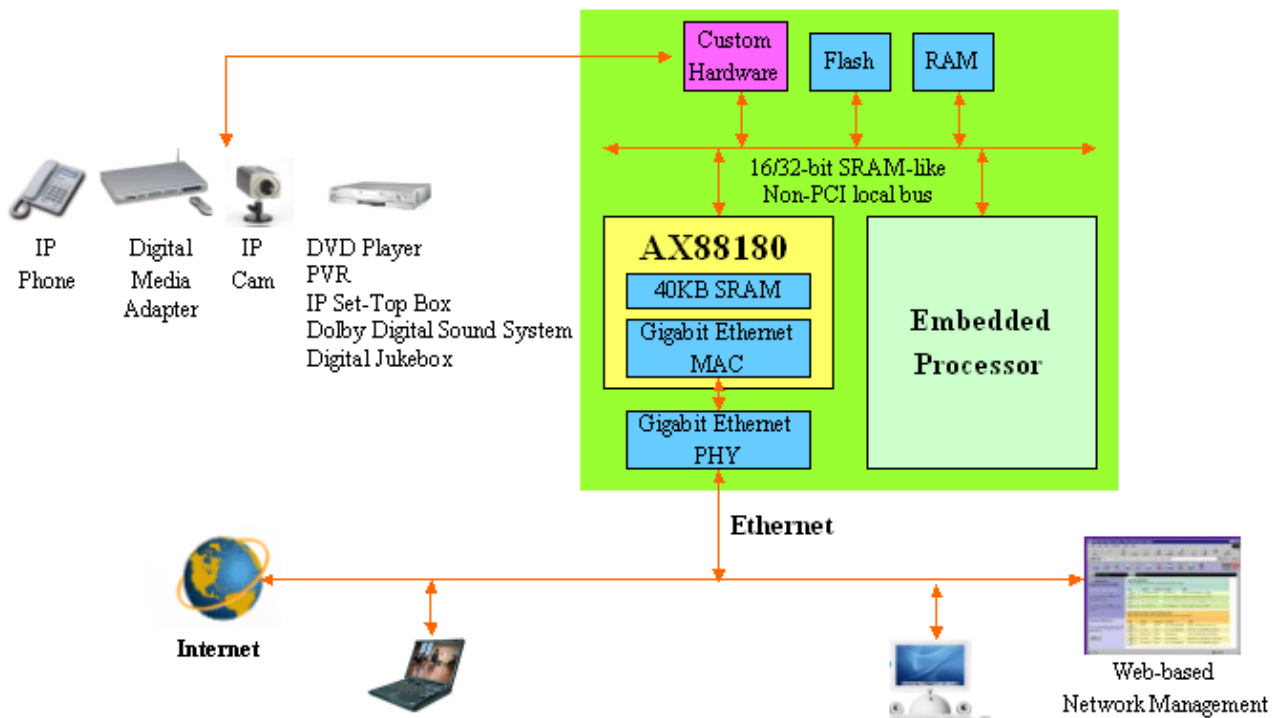 Custom
Hardware
Flash
RAM
16/32-bit SRAM-like
Non-PCI local bus
IP
Phone
Digital
Media
Adapter
IP
Cam
DVD Player
PVR
IP Set-Top Box
Dolby Digital Sound System
Digital Jukebox
AX88180
40KB SRAM
Gigabit Ethernet
MAC
Gigabit Ethernet
PHY
Embedded
Processor
Ethernet
Internet
Web-based
Network Management